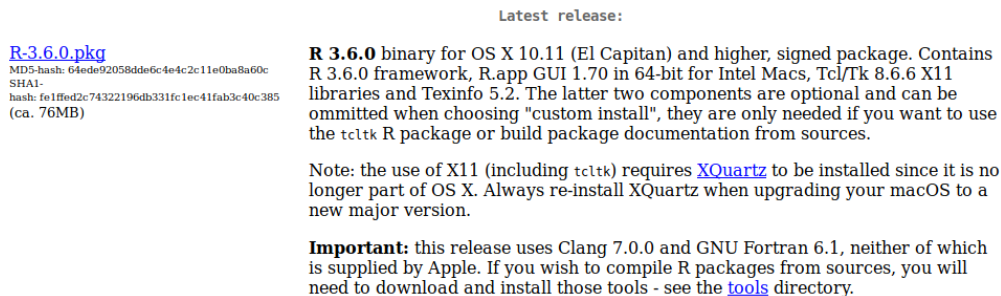 Latest release:
R-3.6.0.pkg
MD5-hash: 64ede92058dde6c4e4c2c11e0ba8a60c
SHA1-
hash: fe1ffed2c74322196db331fc1ec41fab3c40c385
(ca. 76MB)
R 3.6.0 binary for OS X 10.11 (El Capitan) and higher, signed package. Contains
R 3.6.0 framework, R.app GUI 1.70 in 64-bit for Intel Macs, Tcl/Tk 8.6.6 X11
libraries and Texinfo 5.2. The latter two components are optional and can be
ommitted when choosing "custom install", they are only needed if you want to use
the tcltk R package or build package documentation from sources.
Note: the use of X11 (including tcltk) requires XQuartz to be installed since it is no
longer part of OS X. Always re-install XQuartz when upgrading your macOS to a
new major version.
Important: this release uses Clang 7.0.0 and GNU Fortran 6.1, neither of which
is supplied by Apple. If you wish to compile R packages from sources, you will
need to download and install those tools - see the tools directory.